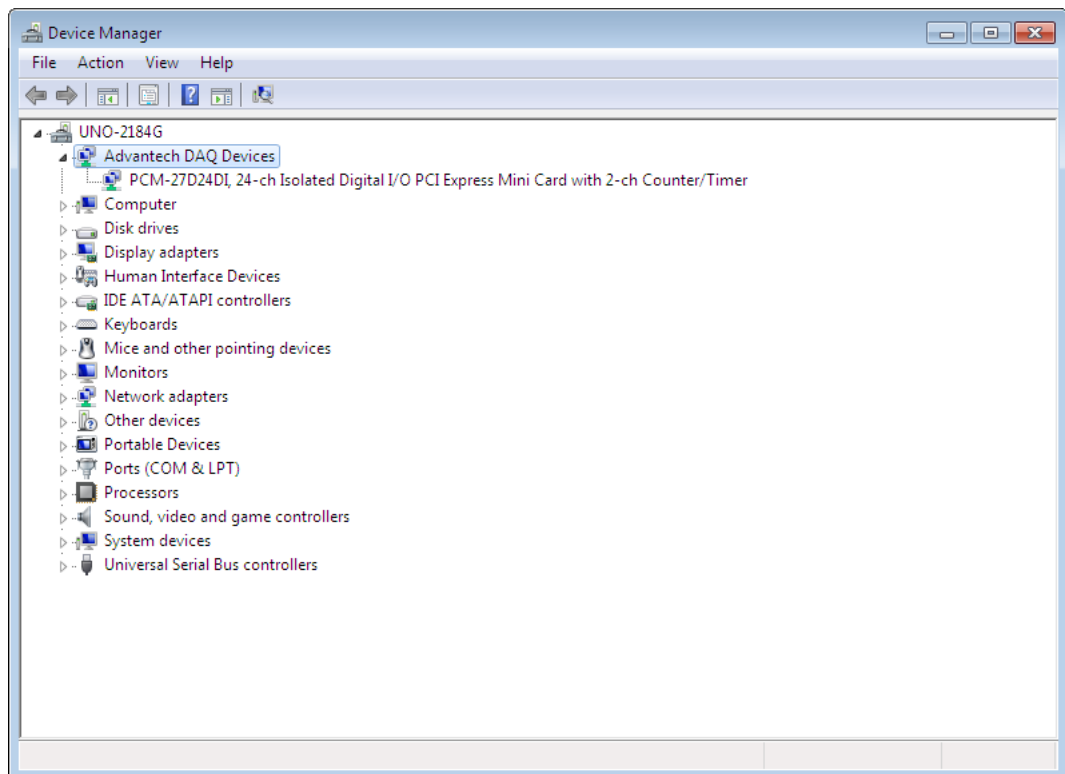 Device Manager
File Action View Help
UNO-2184G
Advantech DAQ Devices
PCM-27D24DI, 24-ch Isolated Digital I/O PCI Express Mini Card with 2-ch Counter/Timer
Computer
Disk drives
Display adapters
Human Interface Devices
IDE ATA/ATAPI controllers
Keyboards
Mice and other pointing devices
Monitors
Network adapters
Other devices
Portable Devices
Ports (COM & LPT)
Processors
Sound, video and game controllers
System devices
Universal Serial Bus controllers